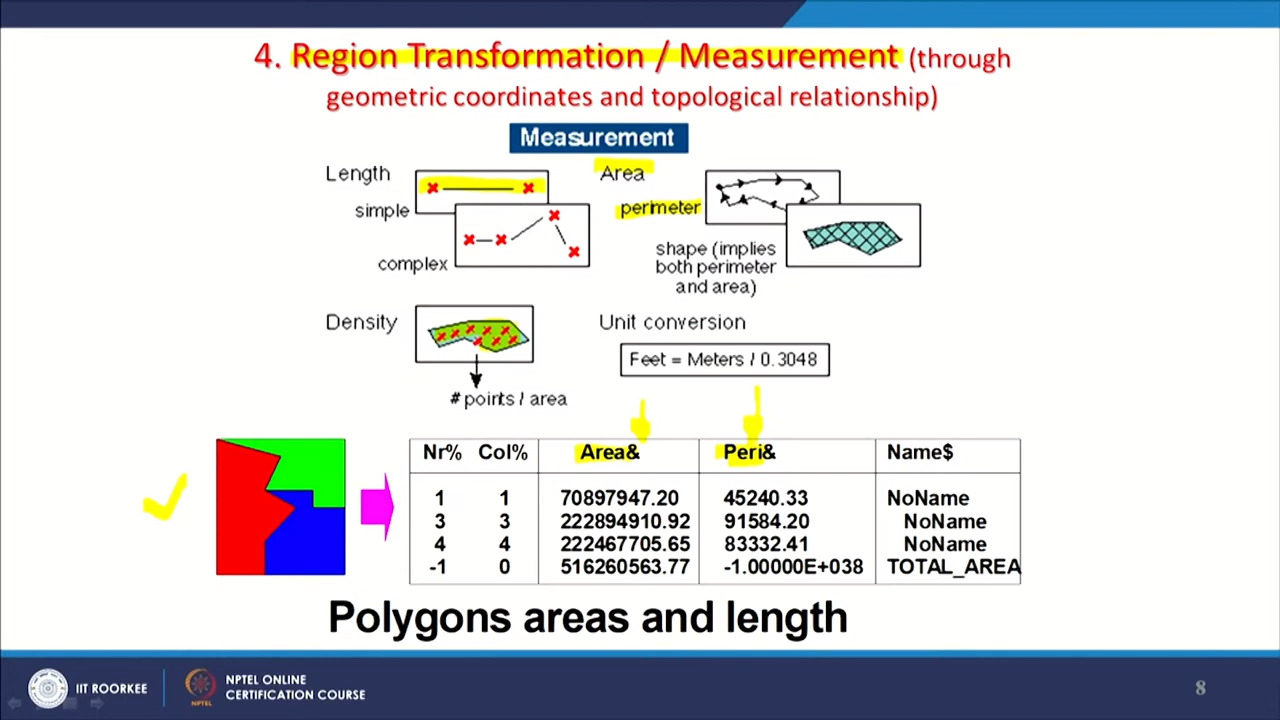 4. Region Transformation / Measurement (through
geometric coordinates and topological relationship)
Measurement
Length
simple
complex
Area
perimeter
shape (implies
both perimeter
and area)
Density
# points / area
Unit conversion
Feet = Meters / 0.3048
Nr% Col% Area& Peri& Name$
1 1 70897947.20 45240.33 NoName
3 3 222894910.92 91584.20 NoName
4 4 222467705.65 83332.41 NoName
-1 0 516260563.77 -1.00000E+038 TOTAL_AREA
Polygons areas and length
IIT ROORKEE
NPTEL
NPTEL ONLINE
CERTIFICATION COURSE
8